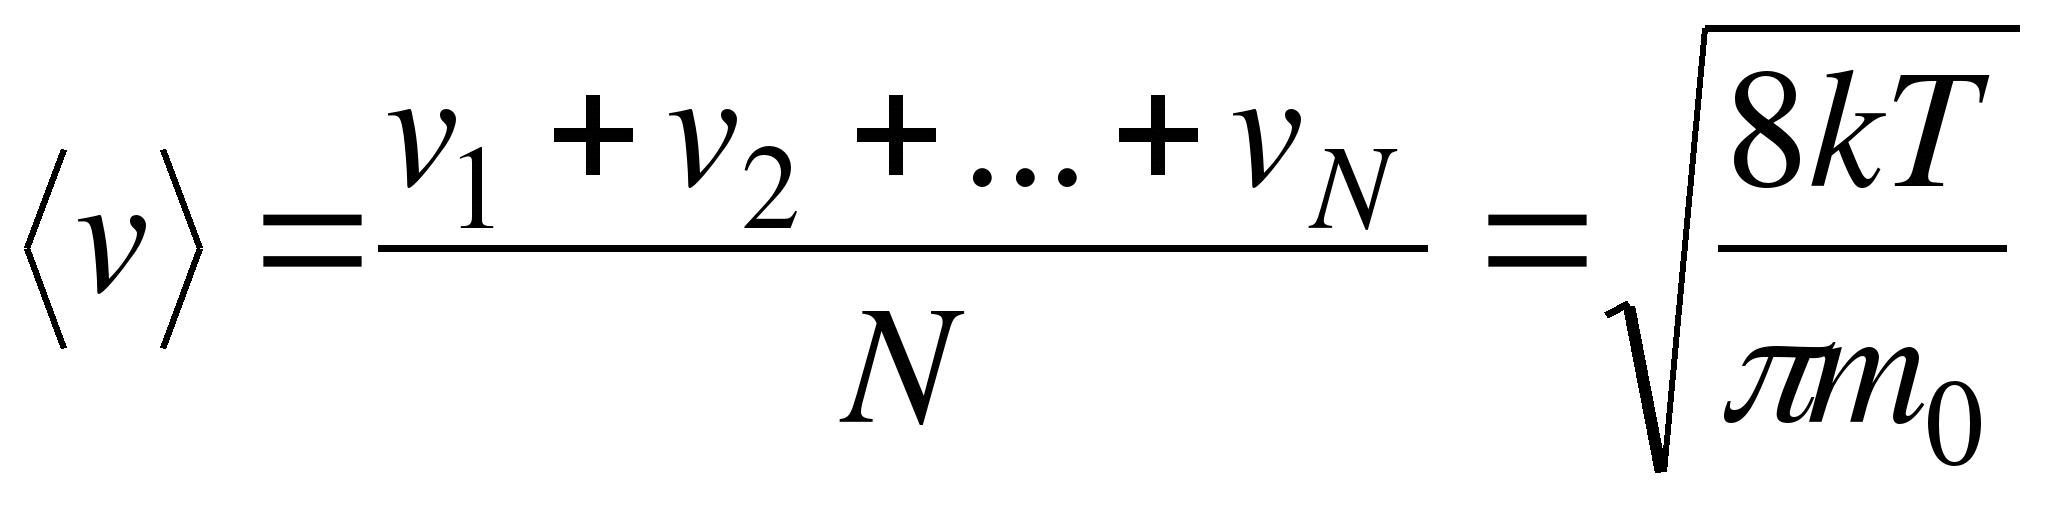 ⟨v⟩ = (v₁ + v₂ + ... + v_N) / N = √(8kT / πm₀)